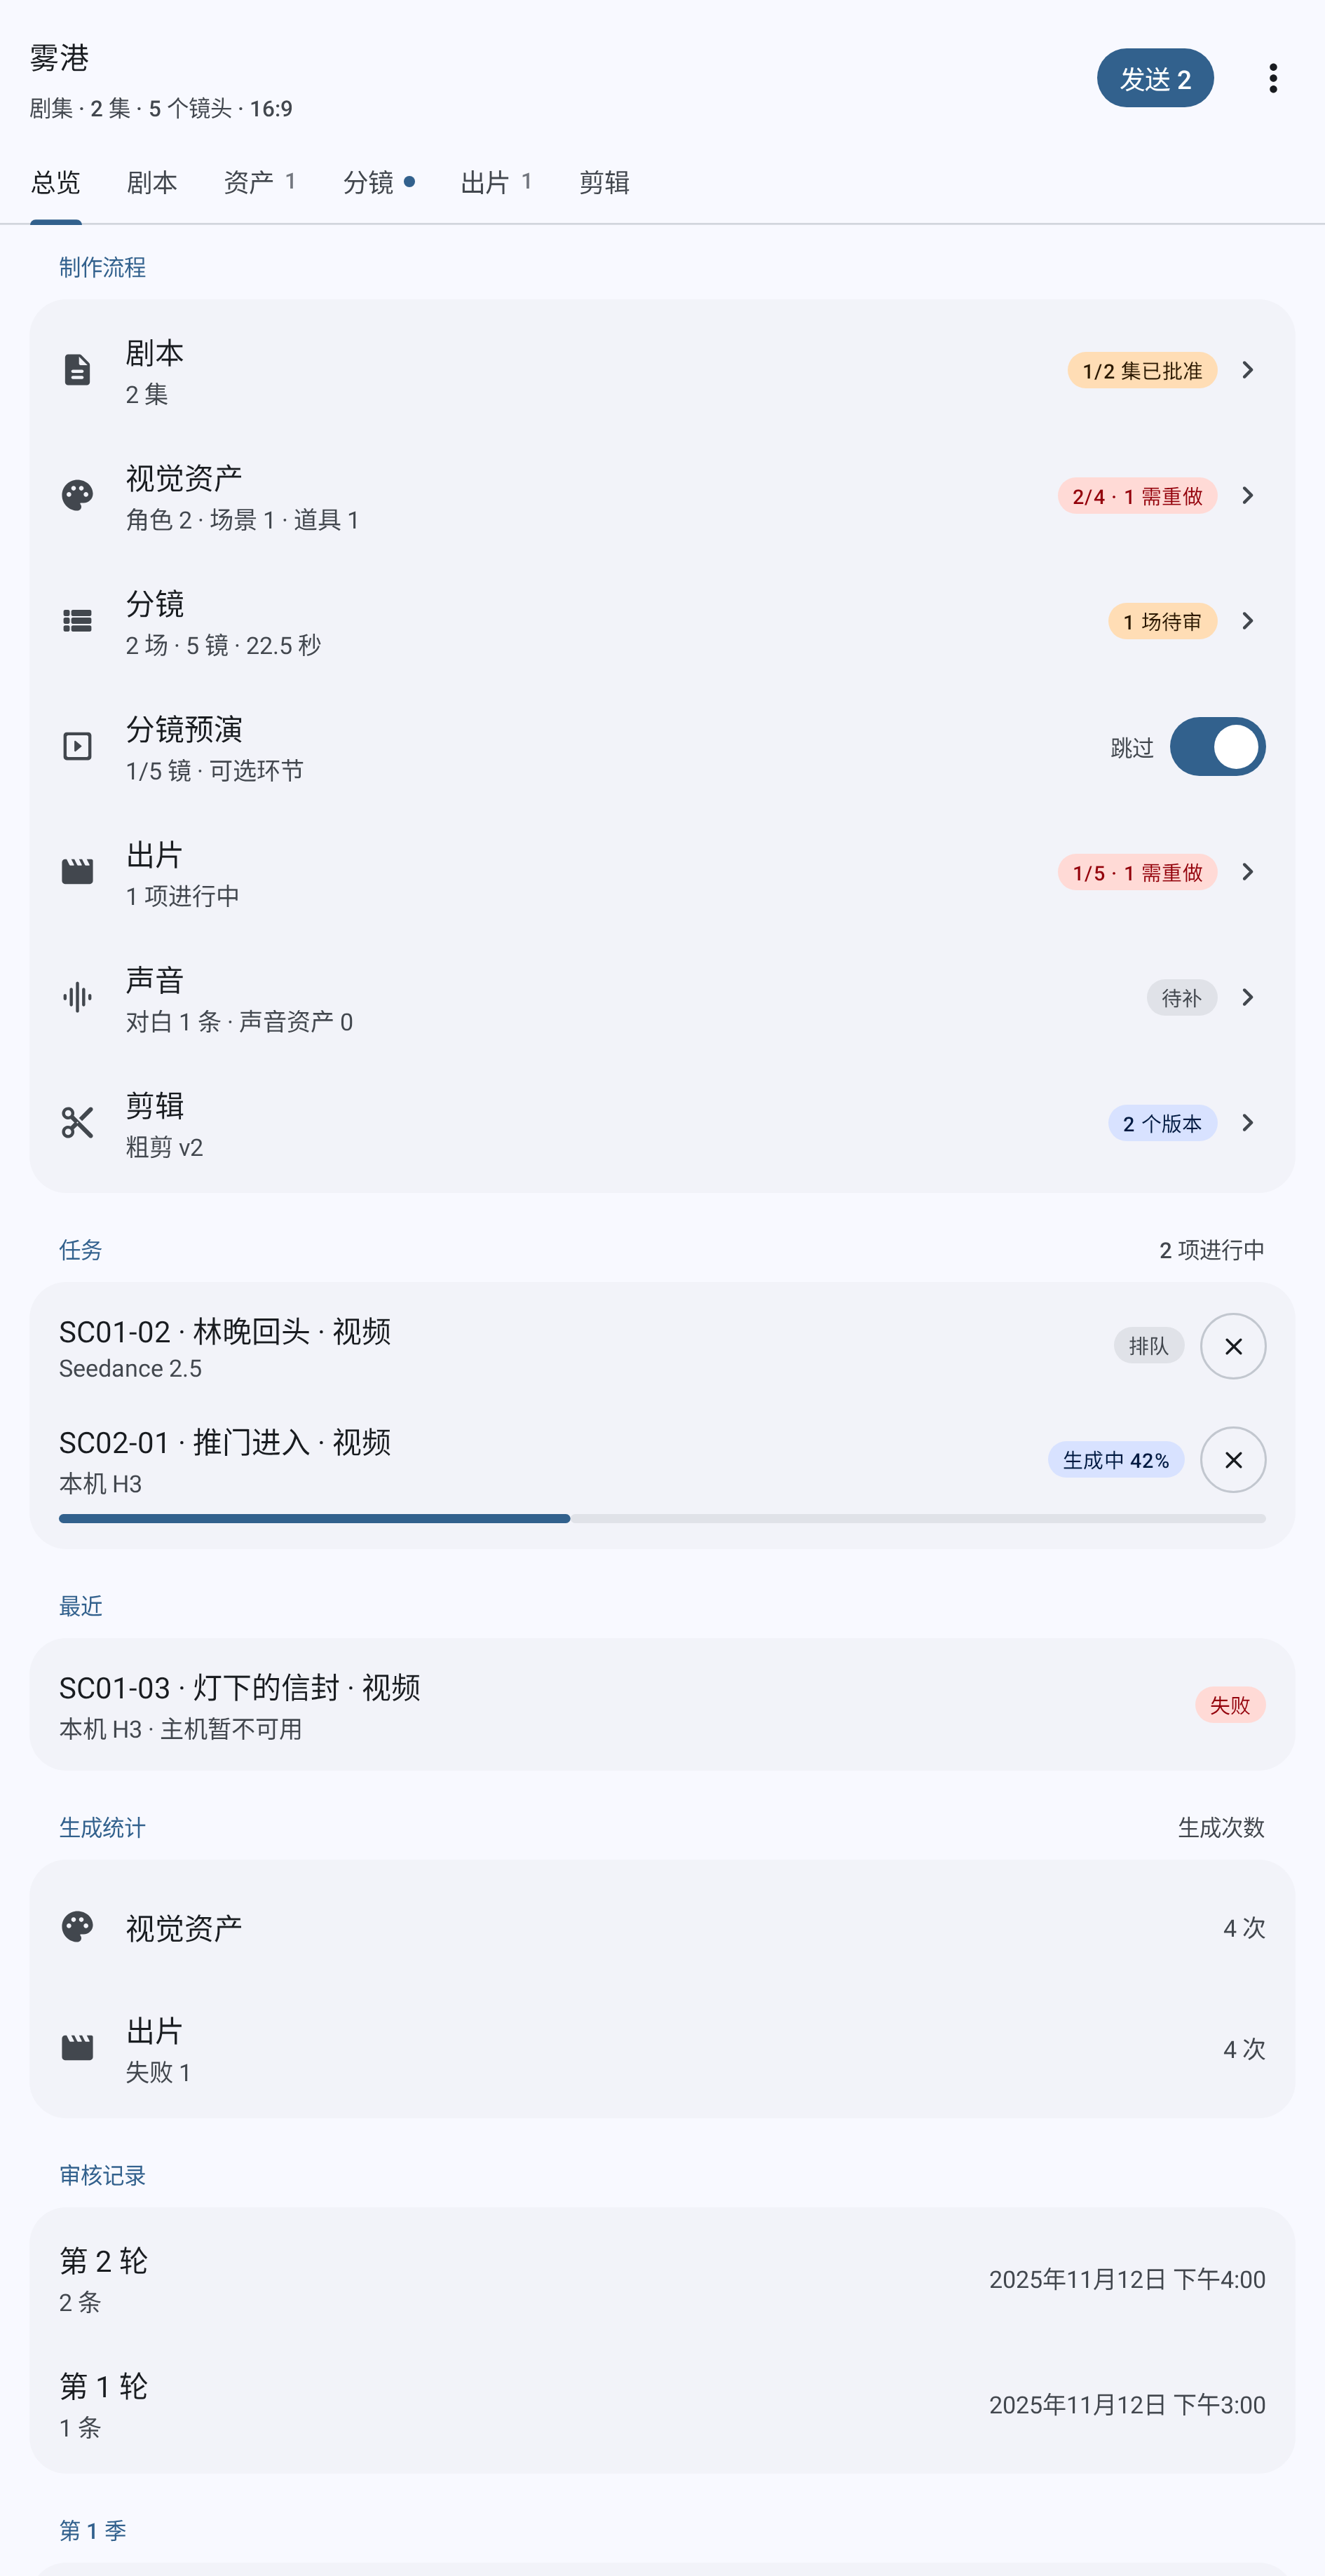 雾港
发送 2
剧集 · 2 集 · 5 个镜头 · 16:9
总览 剧本 资产 1 分镜 出片 1 剪辑
制作流程
剧本
2 集
1/2 集已批准
视觉资产
角色 2 · 场景 1 · 道具 1
2/4 · 1 需重做
分镜
2 场 · 5 镜 · 22.5 秒
1 场待审
分镜预演
1/5 镜 · 可选环节
跳过
出片
1 项进行中
1/5 · 1 需重做
声音
对白 1 条 · 声音资产 0
待补
剪辑
粗剪 v2
2 个版本
任务
2 项进行中
SC01-02 · 林晚回头 · 视频
Seedance 2.5
排队
SC02-01 · 推门进入 · 视频
本机 H3
生成中 42%
最近
SC01-03 · 灯下的信封 · 视频
本机 H3 · 主机暂不可用
失败
生成统计
生成次数
视觉资产
4 次
出片
失败 1
4 次
审核记录
第 2 轮
2 条
2025年11月12日 下午4:00
第 1 轮
1 条
2025年11月12日 下午3:00
第 1 季